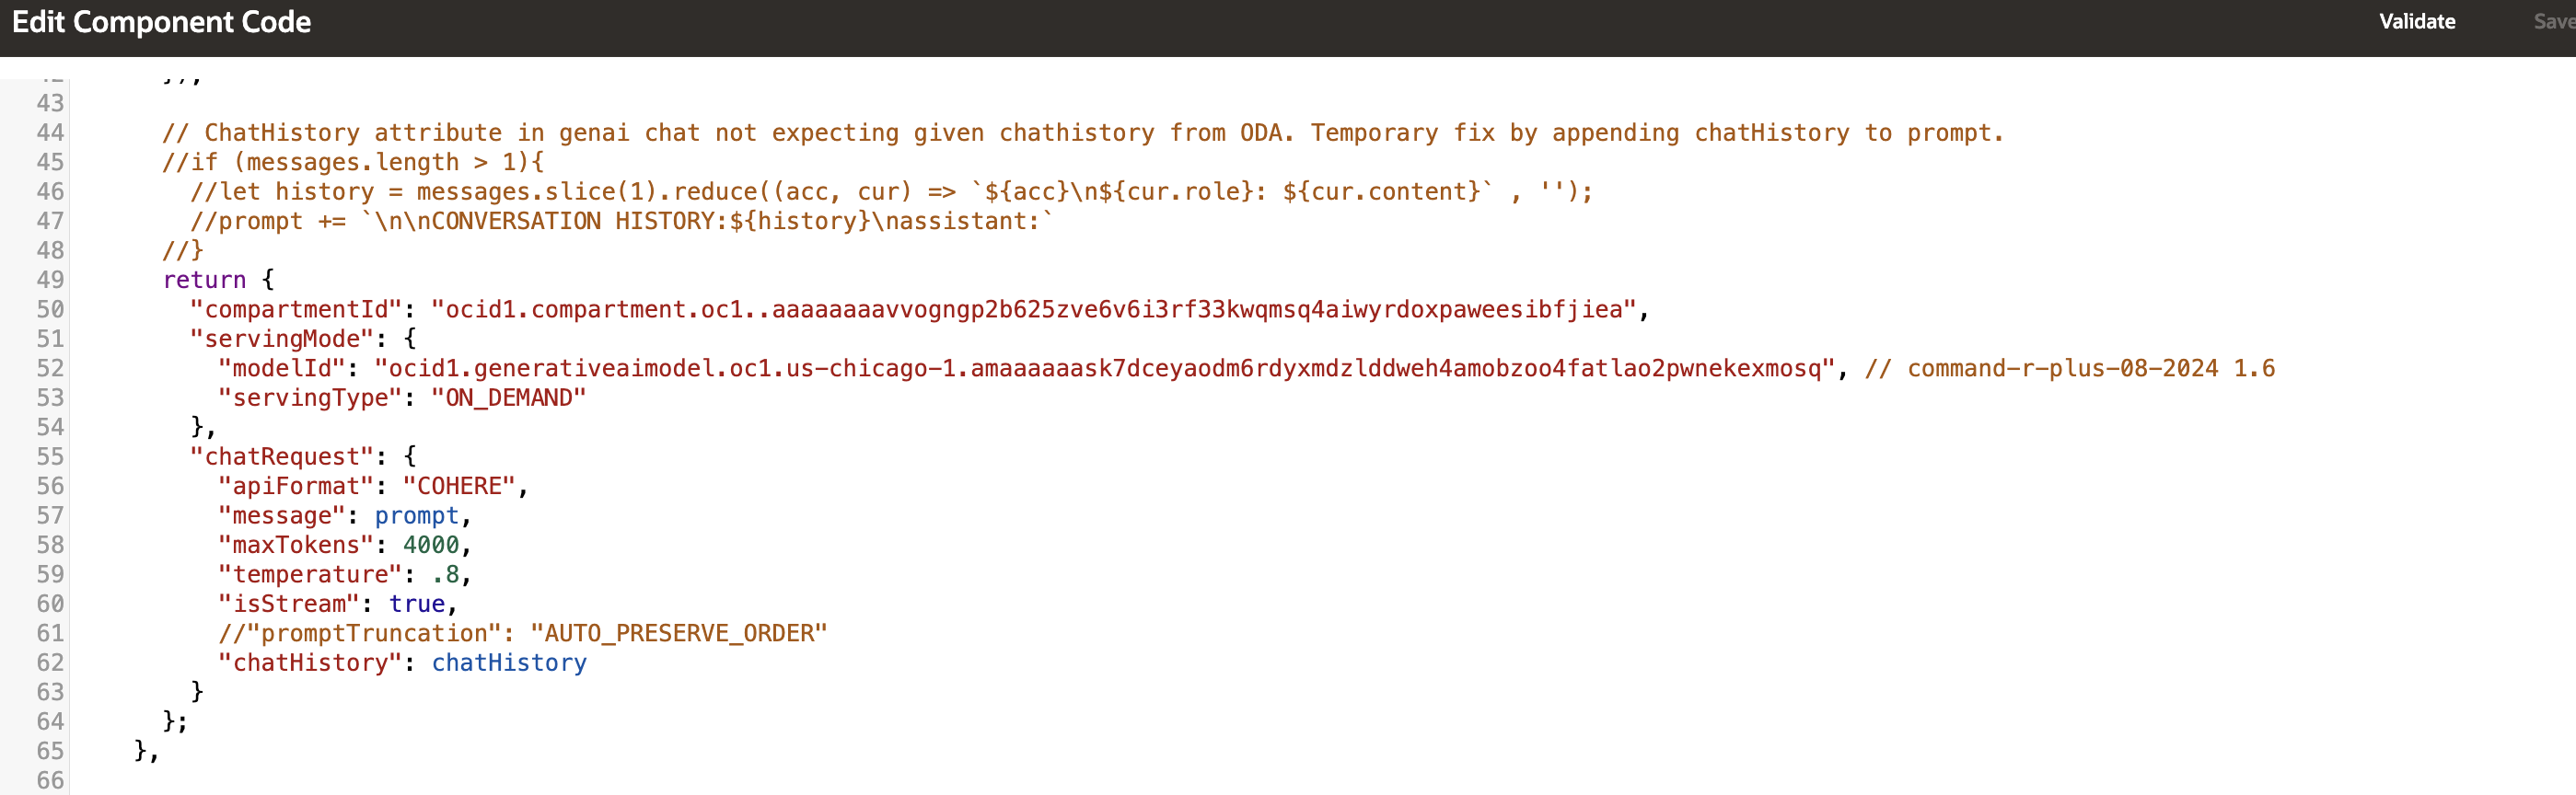 Edit Component Code
Validate
Save
43
44 // ChatHistory attribute in genai chat not expecting given chathistory from ODA. Temporary fix by appending chatHistory to prompt.
45 //if (messages.length > 1){
46 //let history = messages.slice(1).reduce((acc, cur) => `${acc}\n${cur.role}: ${cur.content}` , '');
47 //prompt += `\n\nCONVERSATION HISTORY:${history}\nassistant:`
48 //}
49 return {
50 "compartmentId": "ocid1.compartment.oc1..aaaaaaaavvogngp2b625zve6v6i3rf33kwqmsq4aiwyrdoxpaweesibfjiea",
51 "servingMode": {
52 "modelId": "ocid1.generativeaimodel.oc1.us-chicago-1.amaaaaaask7dceyaodm6rdyxmdzlddweh4amobzoo4fatlao2pwnekexmosq", // command-r-plus-08-2024 1.6
53 "servingType": "ON_DEMAND"
54 },
55 "chatRequest": {
56 "apiFormat": "COHERE",
57 "message": prompt,
58 "maxTokens": 4000,
59 "temperature": .8,
60 "isStream": true,
61 //"promptTruncation": "AUTO_PRESERVE_ORDER"
62 "chatHistory": chatHistory
63 }
64 };
65 },
66